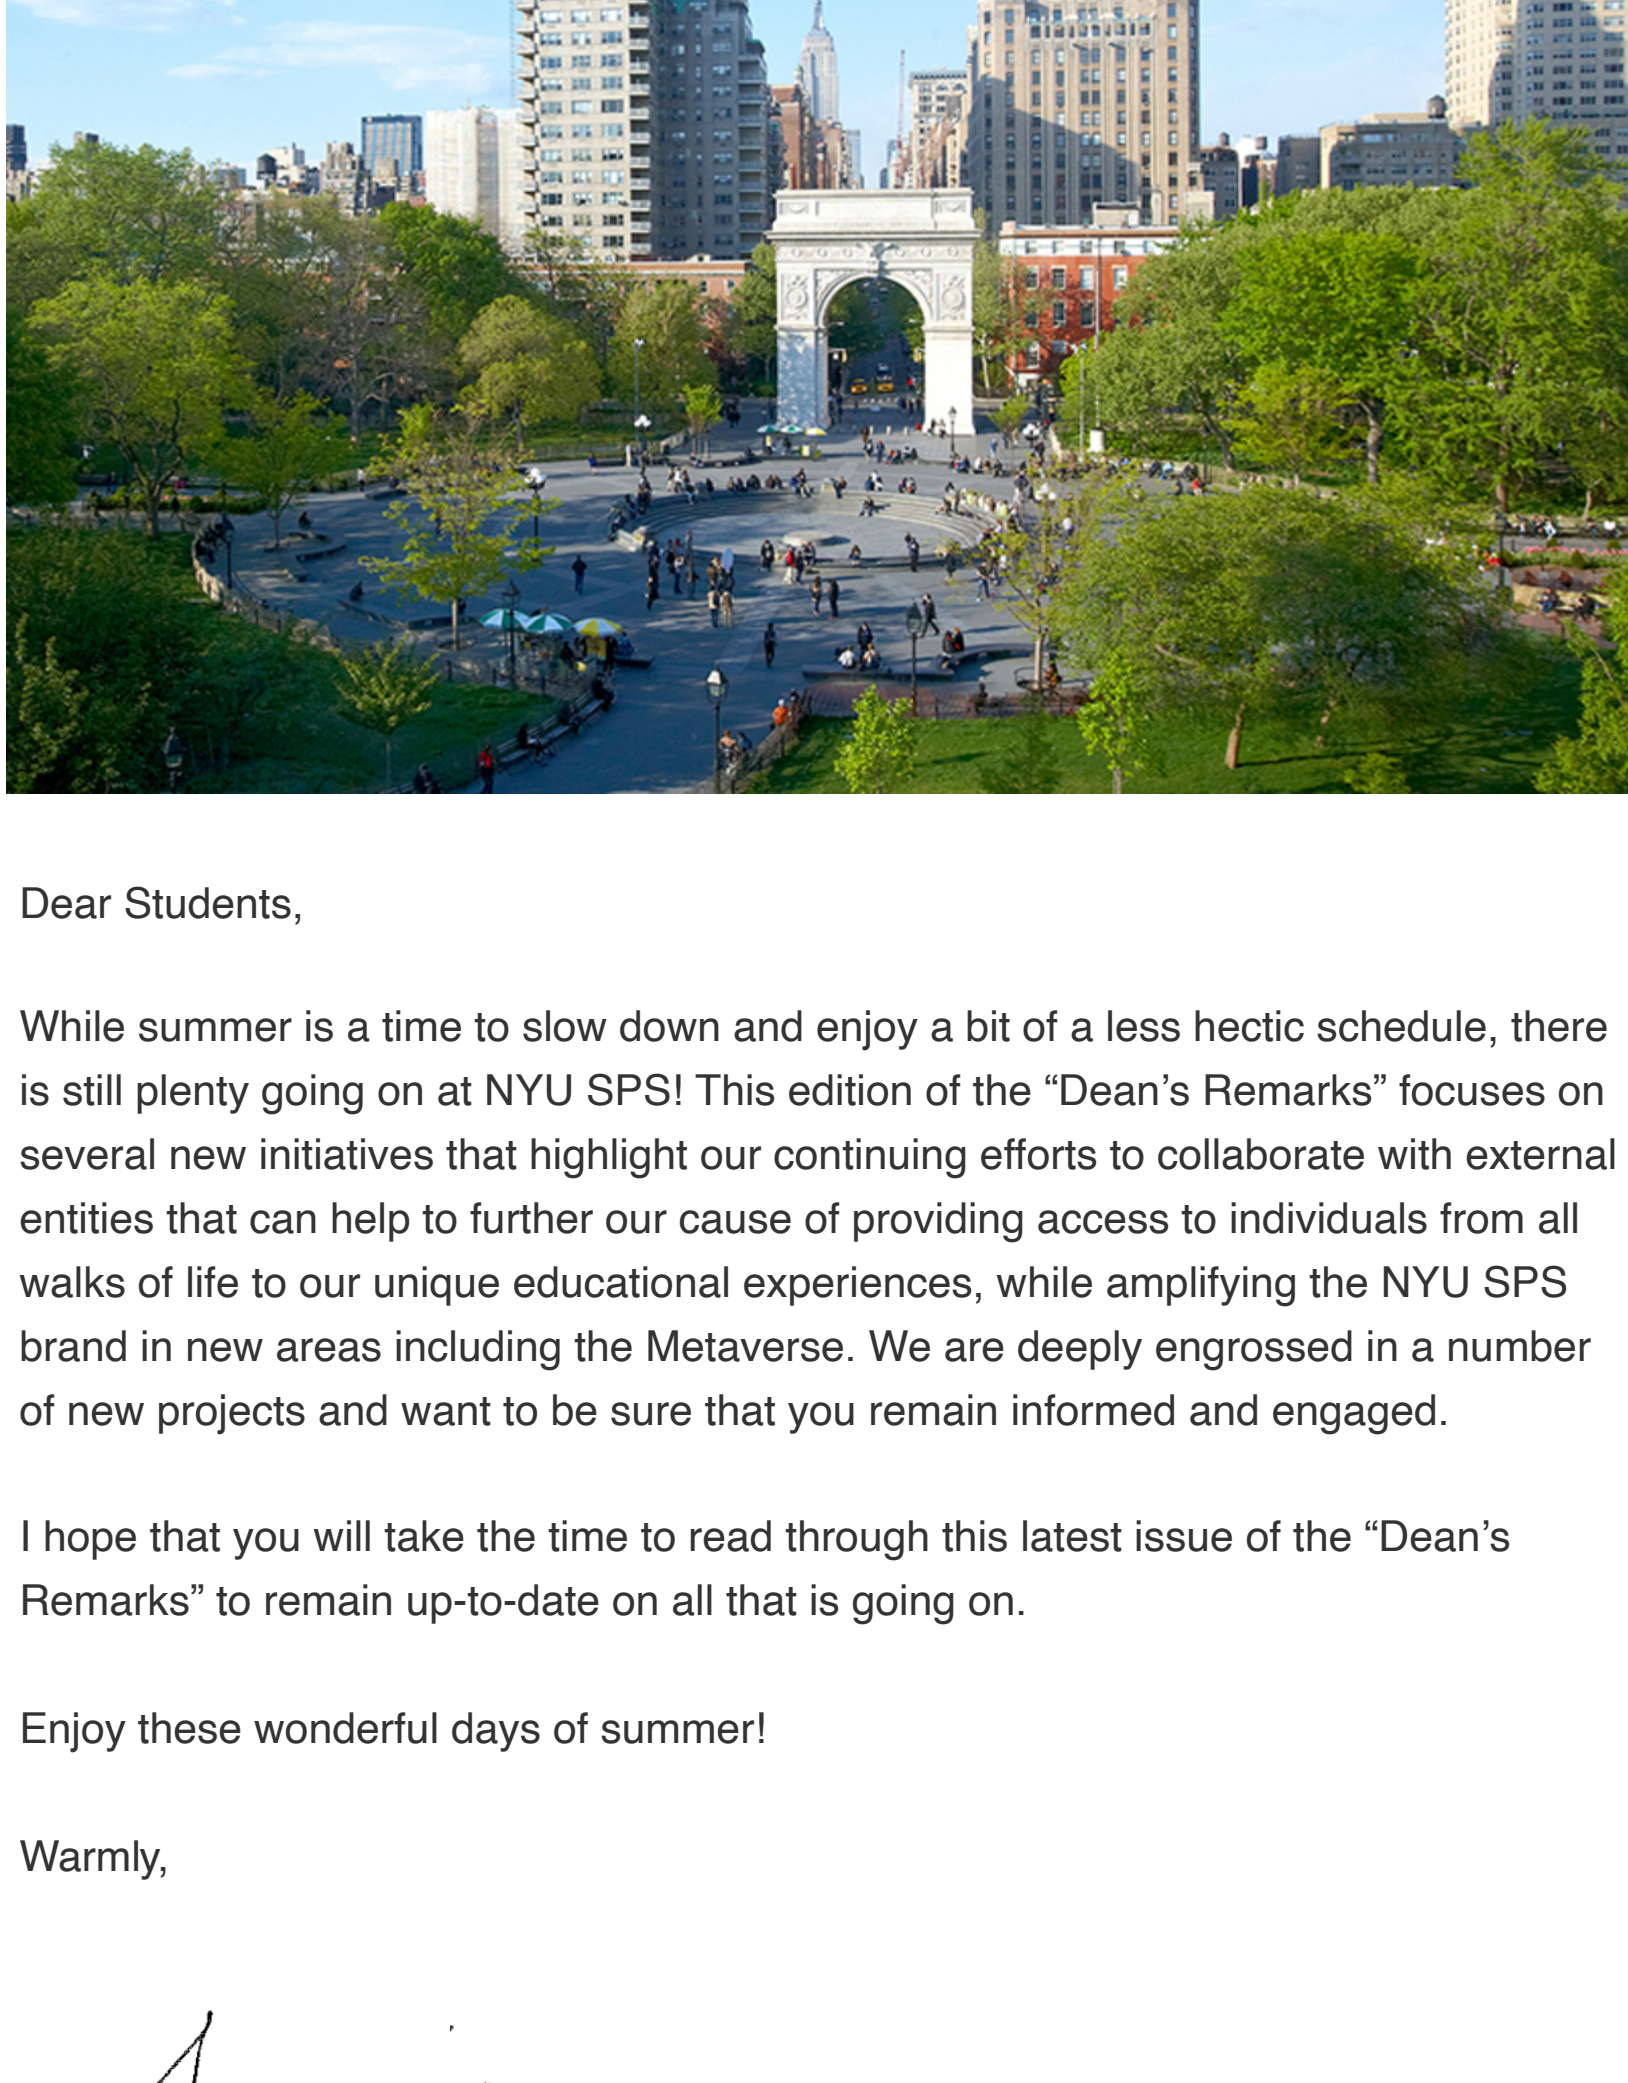 Dear Students,
While summer is a time to slow down and enjoy a bit of a less hectic schedule, there
is still plenty going on at NYU SPS! This edition of the “Dean’s Remarks” focuses on
several new initiatives that highlight our continuing efforts to collaborate with external
entities that can help to further our cause of providing access to individuals from all
walks of life to our unique educational experiences, while amplifying the NYU SPS
brand in new areas including the Metaverse. We are deeply engrossed in a number
of new projects and want to be sure that you remain informed and engaged.
I hope that you will take the time to read through this latest issue of the “Dean’s
Remarks” to remain up-to-date on all that is going on.
Enjoy these wonderful days of summer!
Warmly,